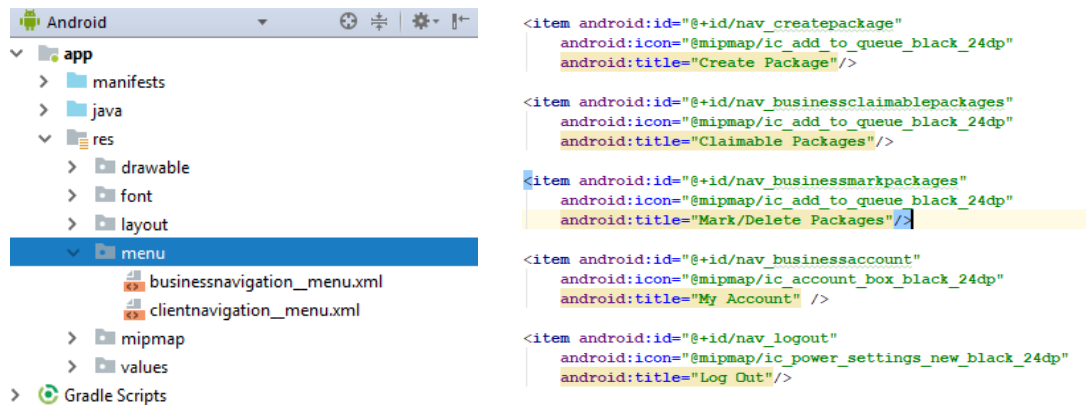 Android
app
manifests
java
res
drawable
font
layout
menu
businessnavigation__menu.xml
clientnavigation__menu.xml
mipmap
values
Gradle Scripts
<item android:id="@+id/nav_createpackage"
android:icon="@mipmap/ic_add_to_queue_black_24dp"
android:title="Create Package"/>
<item android:id="@+id/nav_businessclaimablepackages"
android:icon="@mipmap/ic_add_to_queue_black_24dp"
android:title="Claimable Packages"/>
<item android:id="@+id/nav_businessmarkpackages"
android:icon="@mipmap/ic_add_to_queue_black_24dp"
android:title="Mark/Delete Packages"/>
<item android:id="@+id/nav_businessaccount"
android:icon="@mipmap/ic_account_box_black_24dp"
android:title="My Account" />
<item android:id="@+id/nav_logout"
android:icon="@mipmap/ic_power_settings_new_black_24dp"
android:title="Log Out"/>